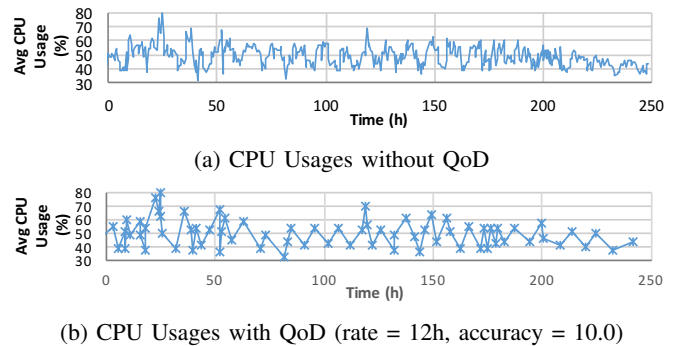 Avg CPU
Usage
(%)
80
70
60
50
40
30
0 50 100 150 200 250
Time (h)
(a) CPU Usages without QoD
Avg CPU
Usage
(%)
80
70
60
50
40
30
0 50 100 150 200 250
Time (h)
(b) CPU Usages with QoD (rate = 12h, accuracy = 10.0)